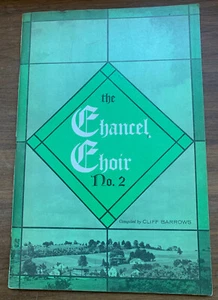 the
Chancel
Choir
No. 2
Compiled by CLIFF BARROWS